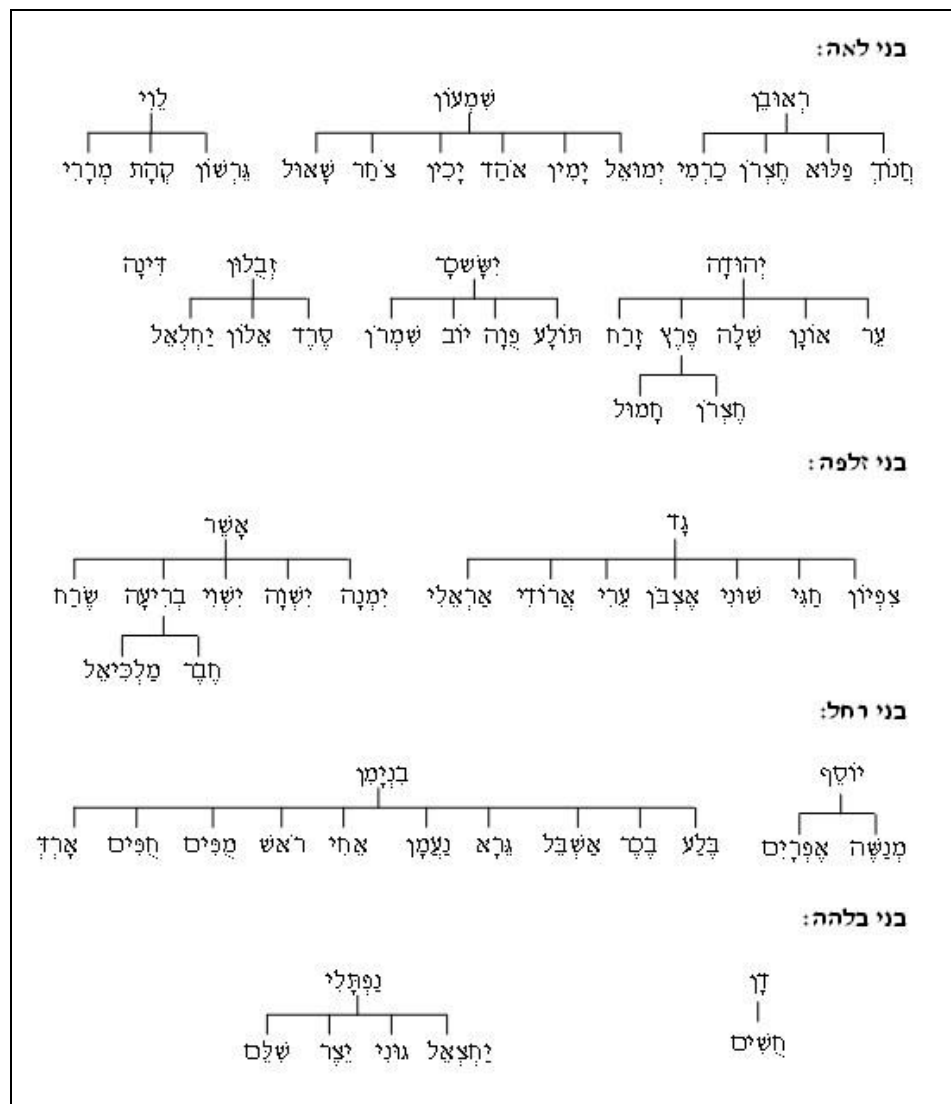 בני לאה:
רְאוּבֵן שִׁמְעוֹן לֵוִי
חֲנוֹךְ פַּלּוּא חֶצְרֹן כַרְמִי יְמוּאֵל יָמִין אֹהַד יָכִין צֹחַר שָׁאוּל גֵּרְשׁוֹן קְהָת מְרָרִי
יְהוּדָה יִשָּׂשכָר זְבֻלוּן דִּינָה
עֵר אוֹנָן שֵׁלָה פֶּרֶץ זָרַח תּוֹלָע פֻוָּה יוֹב שִׁמְרֹן סֶרֶד אֵלוֹן יַחְלְאֵל
חֶצְרֹן חָמוּל
בני זלפה:
גָד אָשֵׁר
צִפְיוֹן חַגִּי שׁוּנִי אֶצְבֹּן עֵרִי אֲרוֹדִי אַרְאֵלִי יִמְנָה יִשְׁוָה יִשְׁוִי בְרִיעָה שֶׂרַח
חֶבֶר מַלְכִּיאֵל
בני רחל:
יוֹסֵף בִנְיָמִן
מְנַשֶּׁה אֶפְרָיִם בֶּלַע בֶכֶר אַשְׁבֵּל גֵּרָא נַעֲמָן אֵחִי רֹאשׁ מֻפִּים חֻפִּים אָרְדְּ
בני בלהה:
דָן נַפְתָּלִי
חֻשִׁים יַחְצְאֵל גוּנִי יֵצֶר שִׁלֵּם